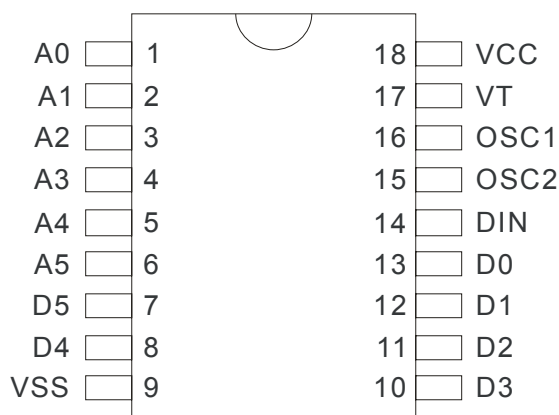 A0 1 18 VCC
A1 2 17 VT
A2 3 16 OSC1
A3 4 15 OSC2
A4 5 14 DIN
A5 6 13 D0
D5 7 12 D1
D4 8 11 D2
VSS 9 10 D3